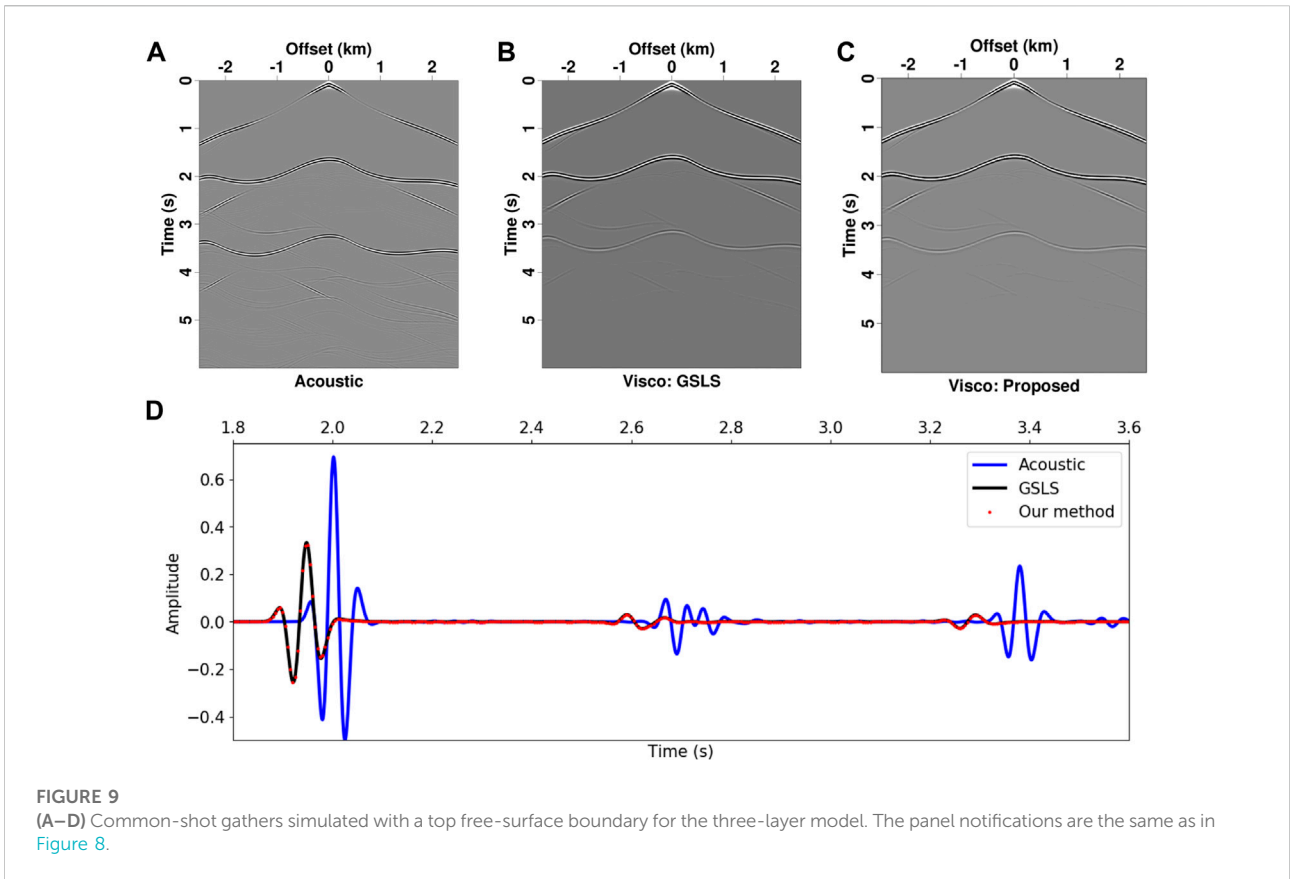 A
Offset (km)
-2 -1 0 1 2
0
1
2
3
4
5
Time (s)
Acoustic
B
Offset (km)
-2 -1 0 1 2
0
1
2
3
4
5
Time (s)
Visco: GSLS
C
Offset (km)
-2 -1 0 1 2
0
1
2
3
4
5
Time (s)
Visco: Proposed
D
1.8 2.0 2.2 2.4 2.6 2.8 3.0 3.2 3.4 3.6
0.6
0.4
0.2
0.0
−0.2
−0.4
Amplitude
Acoustic
GSLS
Our method
Time (s)
FIGURE 9
(A–D) Common-shot gathers simulated with a top free-surface boundary for the three-layer model. The panel notifications are the same as in
Figure 8.